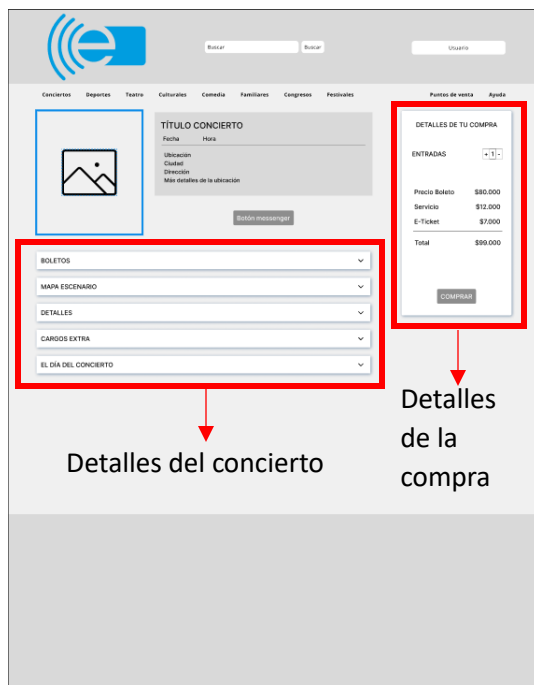 e
Buscar Buscar Usuario
Conciertos Deportes Teatro Culturales Comedia Familiares Congresos Festivales Puntos de venta Ayuda
TÍTULO CONCIERTO
Fecha Hora
Ubicación
Ciudad
Dirección
Más detalles de la ubicación
Botón messenger
DETALLES DE TU COMPRA
ENTRADAS + 1 -
Precio Boleto $80.000
Servicio $12.000
E-Ticket $7.000
Total $99.000
COMPRAR
BOLETOS
MAPA ESCENARIO
DETALLES
CARGOS EXTRA
EL DÍA DEL CONCIERTO
Detalles del concierto
Detalles
de la
compra